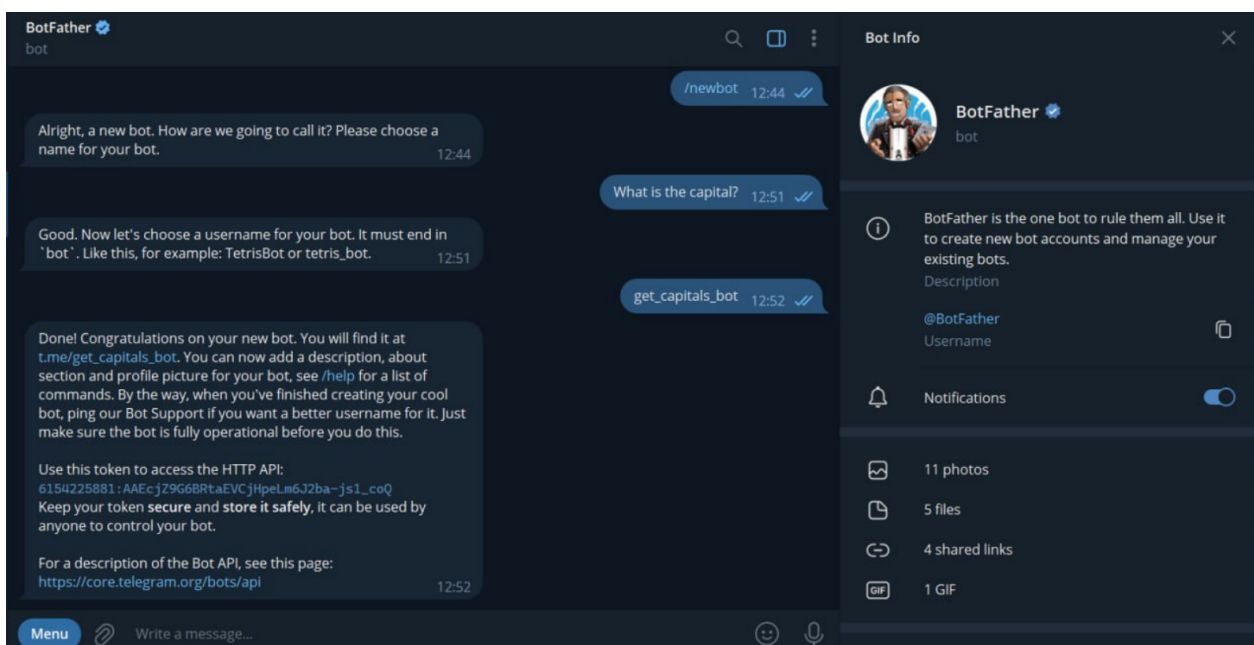 BotFather
bot
/newbot 12:44
Alright, a new bot. How are we going to call it? Please choose a
name for your bot.
12:44
What is the capital? 12:51
Good. Now let's choose a username for your bot. It must end in
`bot`. Like this, for example: TetrisBot or tetris_bot.
12:51
get_capitals_bot 12:52
Done! Congratulations on your new bot. You will find it at
t.me/get_capitals_bot. You can now add a description, about
section and profile picture for your bot, see /help for a list of
commands. By the way, when you've finished creating your cool
bot, ping our Bot Support if you want a better username for it. Just
make sure the bot is fully operational before you do this.
Use this token to access the HTTP API:
6154225881:AAEcjZ9G6BRtaEVCjHpeLm6J2ba-js1_coQ
Keep your token secure and store it safely, it can be used by
anyone to control your bot.
For a description of the Bot API, see this page:
https://core.telegram.org/bots/api
12:52
Menu
Write a message...
Bot Info
BotFather
bot
BotFather is the one bot to rule them all. Use it
to create new bot accounts and manage your
existing bots.
Description
@BotFather
Username
Notifications
11 photos
5 files
4 shared links
GIF 1 GIF